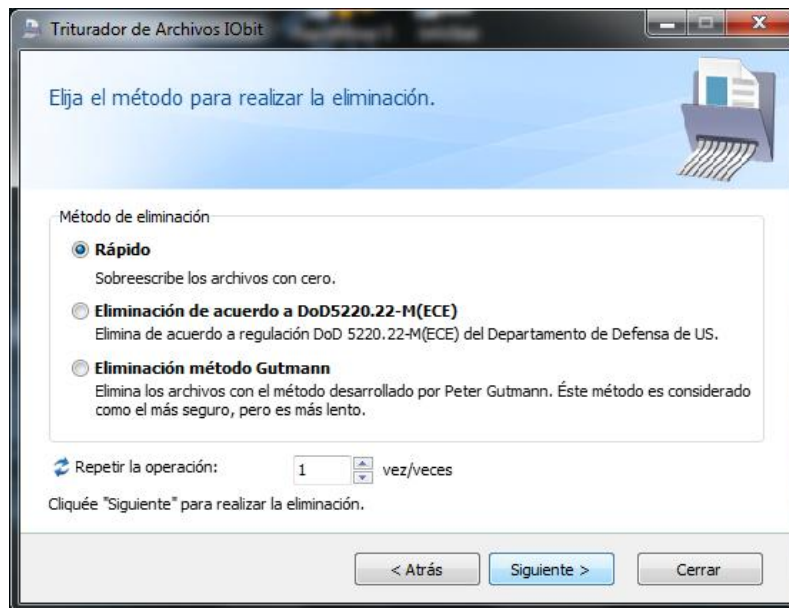 Triturador de Archivos IObit
Elija el método para realizar la eliminación.
Método de eliminación
Rápido
Sobreescribe los archivos con cero.
Eliminación de acuerdo a DoD5220.22-M(ECE)
Elimina de acuerdo a regulación DoD 5220.22-M(ECE) del Departamento de Defensa de US.
Eliminación método Gutmann
Elimina los archivos con el método desarrollado por Peter Gutmann. Éste método es considerado
como el más seguro, pero es más lento.
Repetir la operación: 1 vez/veces
Cliquée "Siguiente" para realizar la eliminación.
< Atrás Siguiente > Cerrar